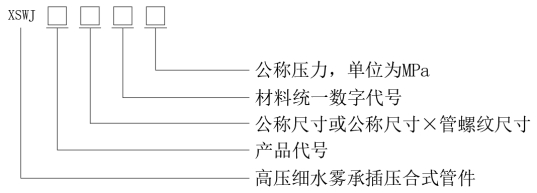 XSWJ □ □ □ □
公称压力，单位为MPa
材料统一数字代号
公称尺寸或公称尺寸×管螺纹尺寸
产品代号
高压细水雾承插压合式管件